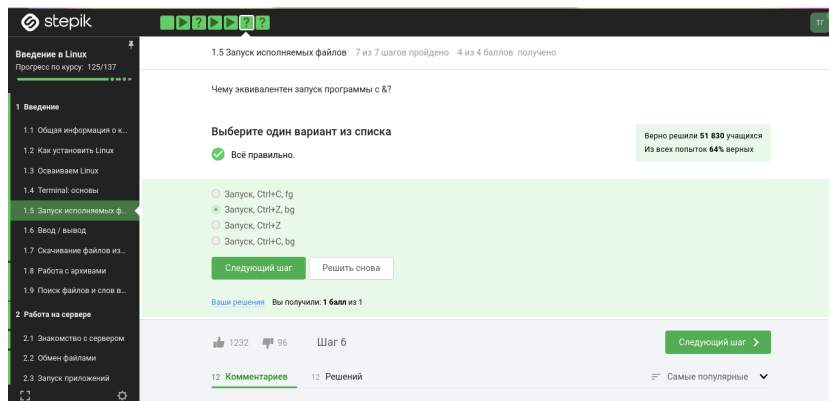 stepik
ТГ
Введение в Linux
Прогресс по курсу: 125/137
1 Введение
1.1 Общая информация о к...
1.2 Как установить Linux
1.3 Осваиваем Linux
1.4 Terminal: основы
1.5 Запуск исполняемых ф...
1.6 Ввод / вывод
1.7 Скачивание файлов из...
1.8 Работа с архивами
1.9 Поиск файлов и слов в...
2 Работа на сервере
2.1 Знакомство с сервером
2.2 Обмен файлами
2.3 Запуск приложений
1.5 Запуск исполняемых файлов 7 из 7 шагов пройдено 4 из 4 баллов получено
Чему эквивалентен запуск программы с &?
Выберите один вариант из списка
Всё правильно.
Верно решили 51 830 учащихся
Из всех попыток 64% верных
Запуск, Ctrl+C, fg
Запуск, Ctrl+Z, bg
Запуск, Ctrl+Z
Запуск, Ctrl+C, bg
Следующий шаг Решить снова
Ваши решения Вы получили: 1 балл из 1
1232 96 Шаг 6 Следующий шаг
12 Комментариев 12 Решений Самые популярные